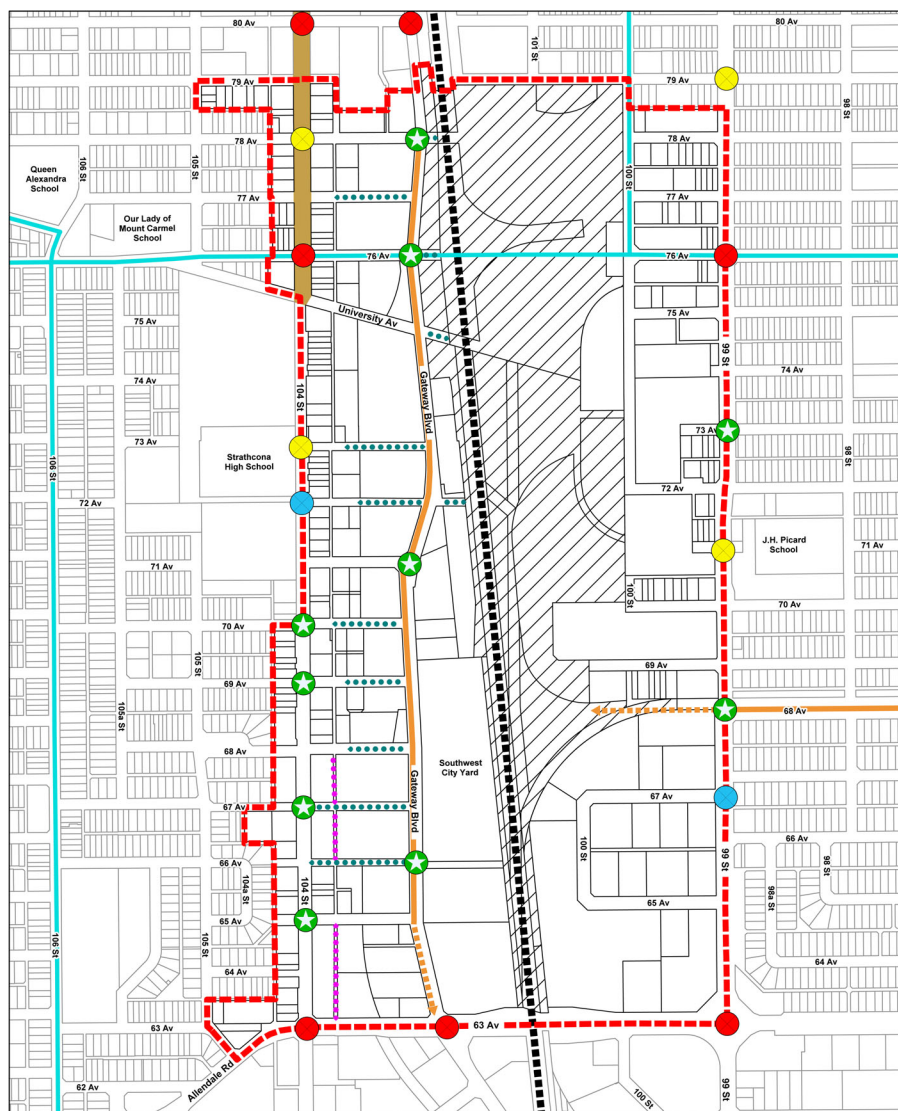 80 Av
101 St
80 Av
79 Av
79 Av
98 St
106 St
78 Av
105 St
78 Av
Queen
Alexandra
School
100 St
77 Av
77 Av
Our Lady of
Mount Carmel
School
76 Av
76 Av
University Av
75 Av
75 Av
99 St
74 Av
74 Av
104 St
Gateway Blvd
73 Av
73 Av
98 St
106 St
Strathcona
High School
72 Av
72 Av
J.H. Picard
School
71 Av
71 Av
100 St
70 Av
70 Av
105 St
69 Av
69 Av
105a St
68 Av
68 Av
Southwest
City Yard
Gateway Blvd
67 Av
67 Av
66 Av
66 Av
100 St
99 St
98 St
104a St
104 St
98a St
65 Av
65 Av
106 St
105 St
64 Av
64 Av
63 Av
63 Av
63 Av
Allendale Rd
62 Av
100 St
99 St